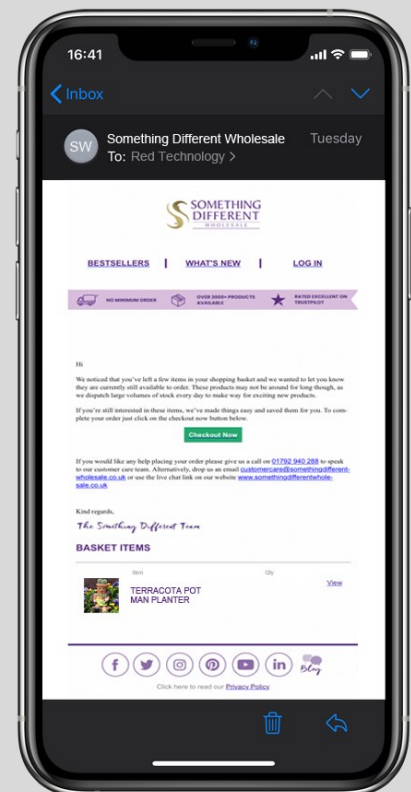 16:41
Inbox
SW
Something Different Wholesale
Tuesday
To: Red Technology >
SOMETHING
DIFFERENT
WHOLESALE
BESTSELLERS | WHAT'S NEW | LOG IN
NO MINIMUM ORDER
OVER 3000+ PRODUCTS
AVAILABLE
RATED EXCELLENT ON
TRUSTPILOT
Hi
We noticed that you've left a few items in your shopping basket and we wanted to let you know
they are currently still available to order. These products may not be around for long though, as
we dispatch large volumes of stock every day to make way for exciting new products.
If you're still interested in these items, we've made things easy and saved them for you. To com-
plete your order just click on the checkout now button below.
Checkout Now
If you would like any help placing your order please give us a call on 01792 940 288 to speak
to our customer care team. Alternatively, drop us an email customercare@somethingdifferent-
wholesale.co.uk or use the live chat link on our website www.somethingdifferentwhole-
sale.co.uk
Kind regards,
The Something Different Team
BASKET ITEMS
Item
Qty
TERRACOTA POT
MAN PLANTER
View
Blog
Click here to read our Privacy Policy